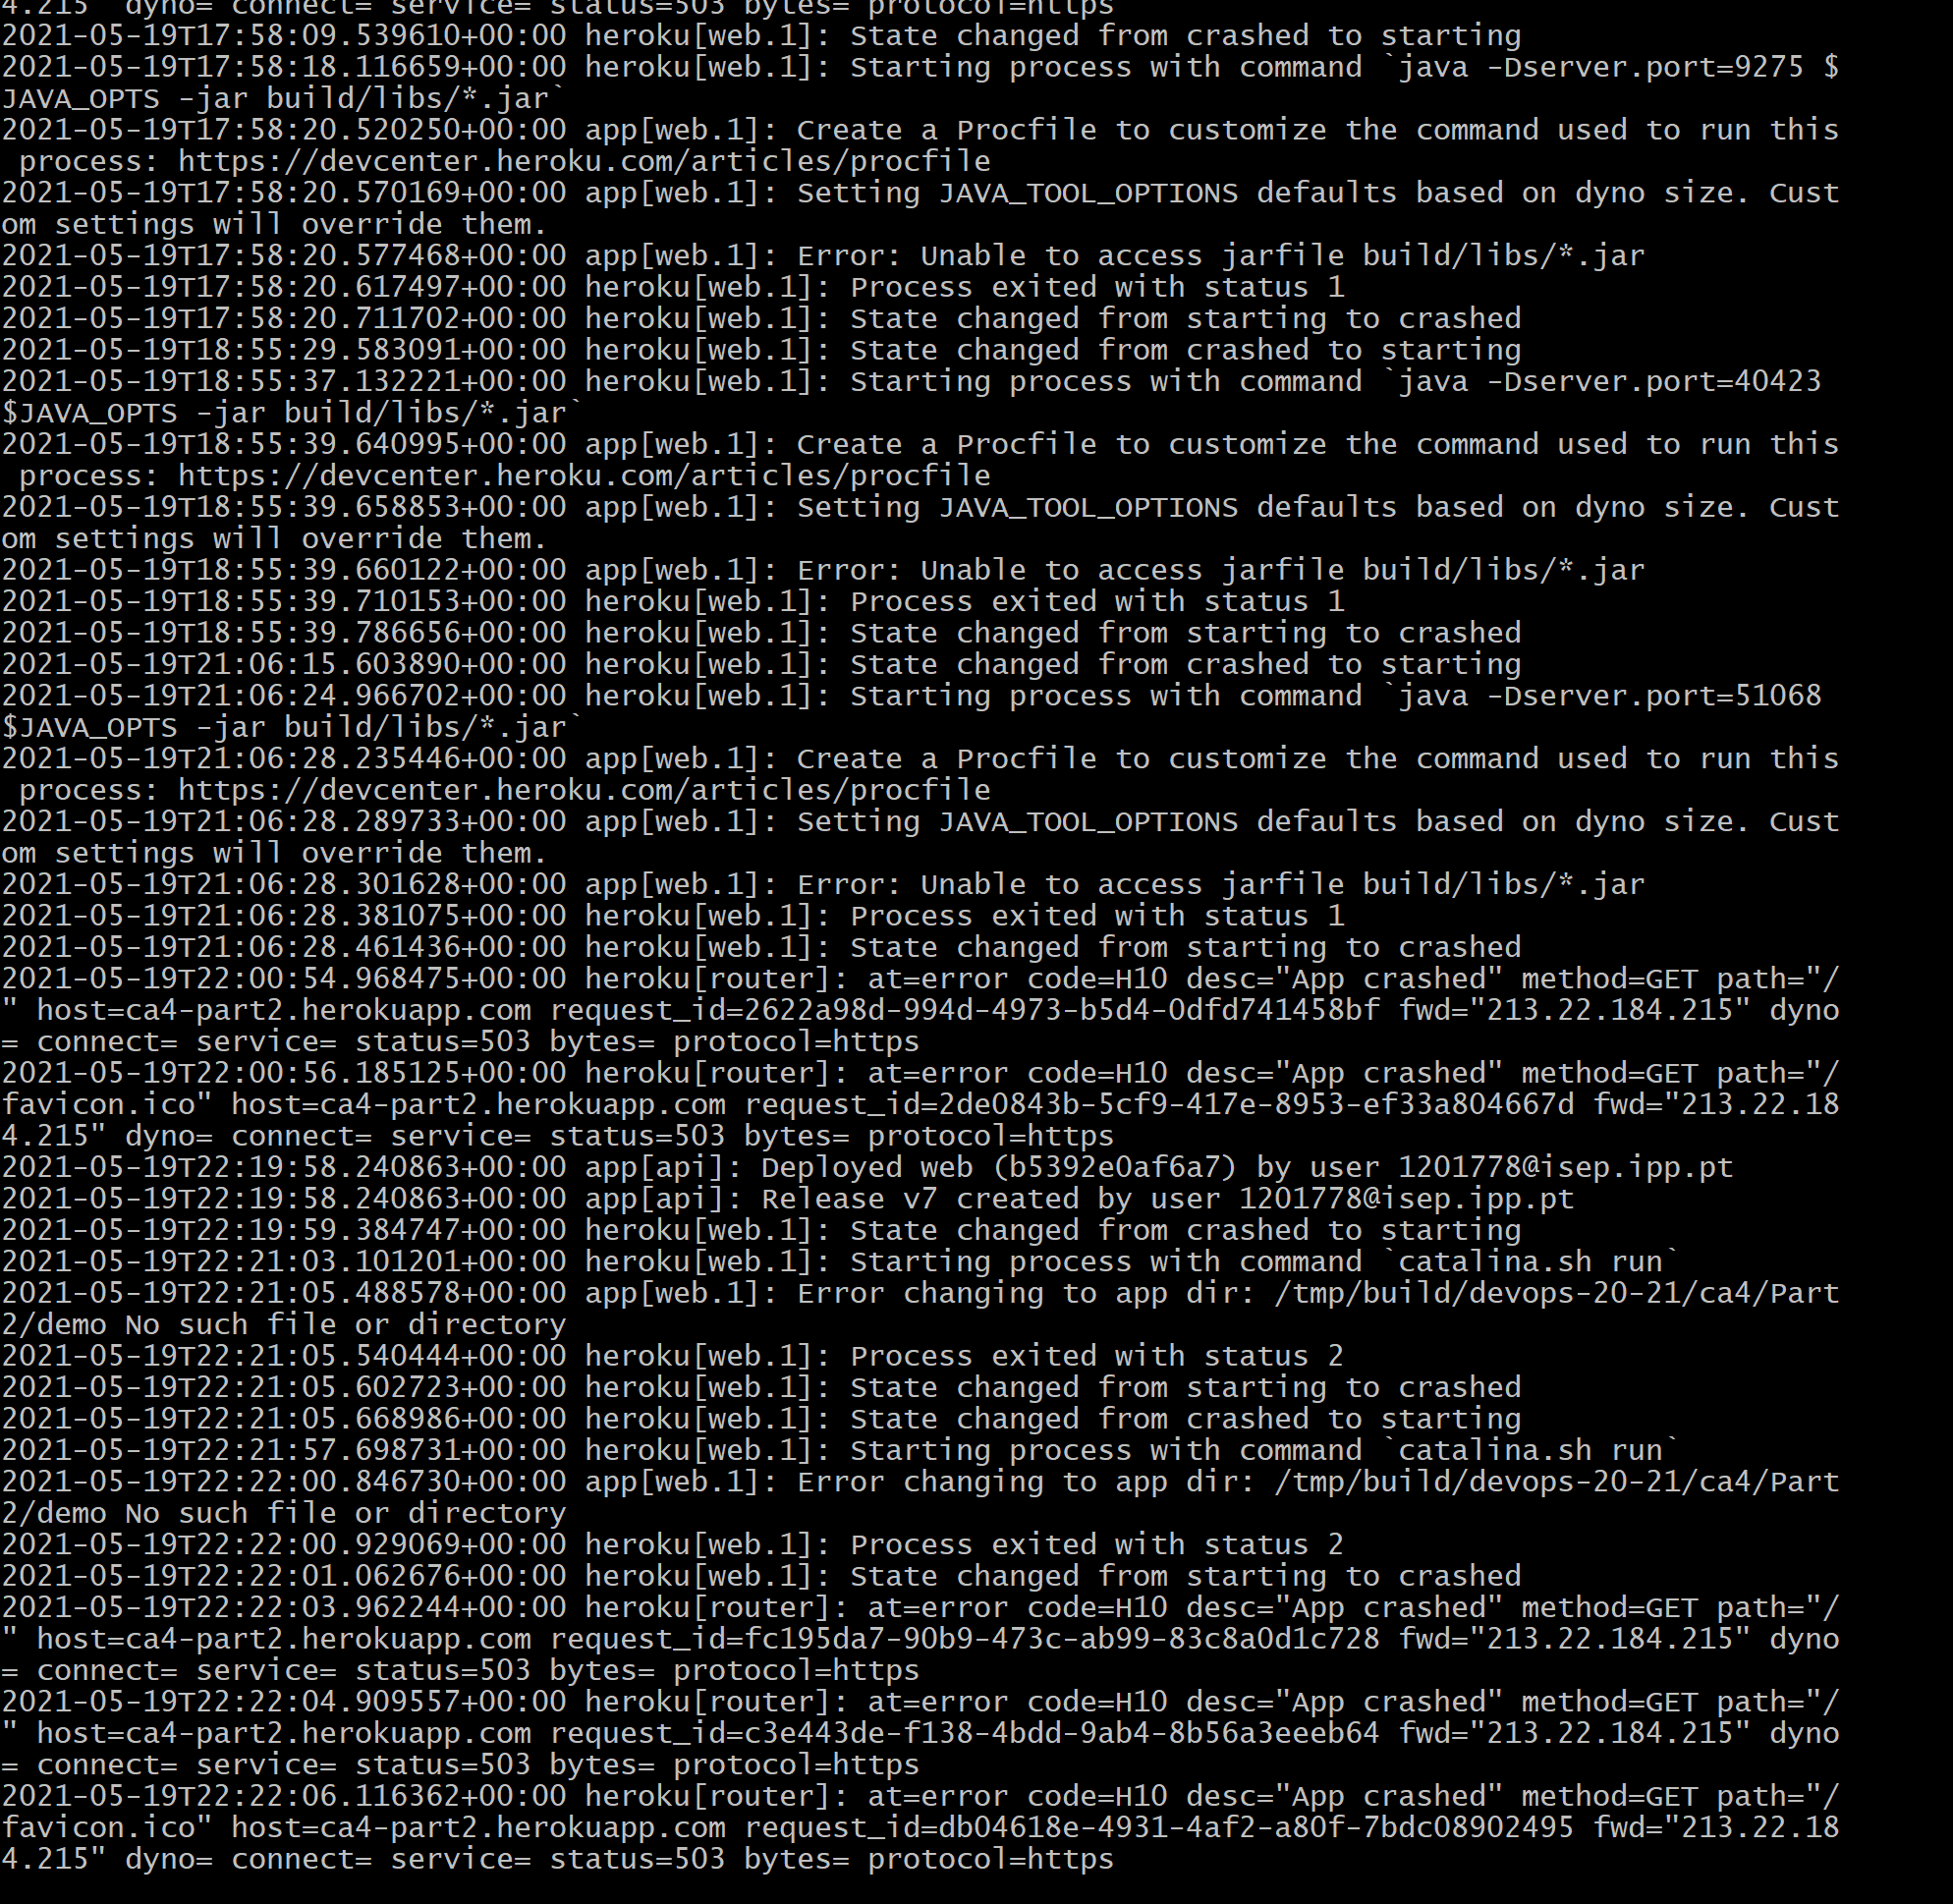 4.215" dyno= connect= service= status=503 bytes= protocol=https
2021-05-19T17:58:09.539610+00:00 heroku[web.1]: State changed from crashed to starting
2021-05-19T17:58:18.116659+00:00 heroku[web.1]: Starting process with command `java -Dserver.port=9275 $
JAVA_OPTS -jar build/libs/*.jar`
2021-05-19T17:58:20.520250+00:00 app[web.1]: Create a Procfile to customize the command used to run this
 process: https://devcenter.heroku.com/articles/procfile
2021-05-19T17:58:20.570169+00:00 app[web.1]: Setting JAVA_TOOL_OPTIONS defaults based on dyno size. Cust
om settings will override them.
2021-05-19T17:58:20.577468+00:00 app[web.1]: Error: Unable to access jarfile build/libs/*.jar
2021-05-19T17:58:20.617497+00:00 heroku[web.1]: Process exited with status 1
2021-05-19T17:58:20.711702+00:00 heroku[web.1]: State changed from starting to crashed
2021-05-19T18:55:29.583091+00:00 heroku[web.1]: State changed from crashed to starting
2021-05-19T18:55:37.132221+00:00 heroku[web.1]: Starting process with command `java -Dserver.port=40423
$JAVA_OPTS -jar build/libs/*.jar`
2021-05-19T18:55:39.640995+00:00 app[web.1]: Create a Procfile to customize the command used to run this
 process: https://devcenter.heroku.com/articles/procfile
2021-05-19T18:55:39.658853+00:00 app[web.1]: Setting JAVA_TOOL_OPTIONS defaults based on dyno size. Cust
om settings will override them.
2021-05-19T18:55:39.660122+00:00 app[web.1]: Error: Unable to access jarfile build/libs/*.jar
2021-05-19T18:55:39.710153+00:00 heroku[web.1]: Process exited with status 1
2021-05-19T18:55:39.786656+00:00 heroku[web.1]: State changed from starting to crashed
2021-05-19T21:06:15.603890+00:00 heroku[web.1]: State changed from crashed to starting
2021-05-19T21:06:24.966702+00:00 heroku[web.1]: Starting process with command `java -Dserver.port=51068
$JAVA_OPTS -jar build/libs/*.jar`
2021-05-19T21:06:28.235446+00:00 app[web.1]: Create a Procfile to customize the command used to run this
 process: https://devcenter.heroku.com/articles/procfile
2021-05-19T21:06:28.289733+00:00 app[web.1]: Setting JAVA_TOOL_OPTIONS defaults based on dyno size. Cust
om settings will override them.
2021-05-19T21:06:28.301628+00:00 app[web.1]: Error: Unable to access jarfile build/libs/*.jar
2021-05-19T21:06:28.381075+00:00 heroku[web.1]: Process exited with status 1
2021-05-19T21:06:28.461436+00:00 heroku[web.1]: State changed from starting to crashed
2021-05-19T22:00:54.968475+00:00 heroku[router]: at=error code=H10 desc="App crashed" method=GET path="/
" host=ca4-part2.herokuapp.com request_id=2622a98d-994d-4973-b5d4-0dfd741458bf fwd="213.22.184.215" dyno
= connect= service= status=503 bytes= protocol=https
2021-05-19T22:00:56.185125+00:00 heroku[router]: at=error code=H10 desc="App crashed" method=GET path="/
favicon.ico" host=ca4-part2.herokuapp.com request_id=2de0843b-5cf9-417e-8953-ef33a804667d fwd="213.22.18
4.215" dyno= connect= service= status=503 bytes= protocol=https
2021-05-19T22:19:58.240863+00:00 app[api]: Deployed web (b5392e0af6a7) by user 1201778@isep.ipp.pt
2021-05-19T22:19:58.240863+00:00 app[api]: Release v7 created by user 1201778@isep.ipp.pt
2021-05-19T22:19:59.384747+00:00 heroku[web.1]: State changed from crashed to starting
2021-05-19T22:21:03.101201+00:00 heroku[web.1]: Starting process with command `catalina.sh run`
2021-05-19T22:21:05.488578+00:00 app[web.1]: Error changing to app dir: /tmp/build/devops-20-21/ca4/Part
2/demo No such file or directory
2021-05-19T22:21:05.540444+00:00 heroku[web.1]: Process exited with status 2
2021-05-19T22:21:05.602723+00:00 heroku[web.1]: State changed from starting to crashed
2021-05-19T22:21:05.668986+00:00 heroku[web.1]: State changed from crashed to starting
2021-05-19T22:21:57.698731+00:00 heroku[web.1]: Starting process with command `catalina.sh run`
2021-05-19T22:22:00.846730+00:00 app[web.1]: Error changing to app dir: /tmp/build/devops-20-21/ca4/Part
2/demo No such file or directory
2021-05-19T22:22:00.929069+00:00 heroku[web.1]: Process exited with status 2
2021-05-19T22:22:01.062676+00:00 heroku[web.1]: State changed from starting to crashed
2021-05-19T22:22:03.962244+00:00 heroku[router]: at=error code=H10 desc="App crashed" method=GET path="/
" host=ca4-part2.herokuapp.com request_id=fc195da7-90b9-473c-ab99-83c8a0d1c728 fwd="213.22.184.215" dyno
= connect= service= status=503 bytes= protocol=https
2021-05-19T22:22:04.909557+00:00 heroku[router]: at=error code=H10 desc="App crashed" method=GET path="/
" host=ca4-part2.herokuapp.com request_id=c3e443de-f138-4bdd-9ab4-8b56a3eeeb64 fwd="213.22.184.215" dyno
= connect= service= status=503 bytes= protocol=https
2021-05-19T22:22:06.116362+00:00 heroku[router]: at=error code=H10 desc="App crashed" method=GET path="/
favicon.ico" host=ca4-part2.herokuapp.com request_id=db04618e-4931-4af2-a80f-7bdc08902495 fwd="213.22.18
4.215" dyno= connect= service= status=503 bytes= protocol=https